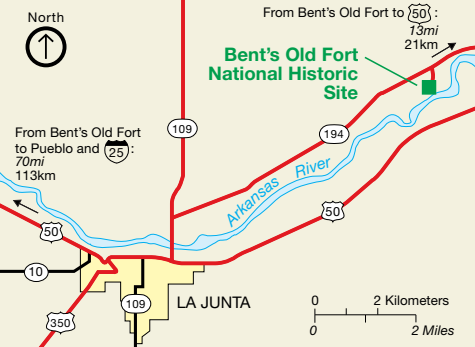 North
From Bent's Old Fort to 50 :
13mi
21km
Bent's Old Fort
National Historic
Site
109
194
From Bent's Old Fort
to Pueblo and 25 :
70mi
113km
Arkansas River
50
50
10
109
LA JUNTA
350
0 2 Kilometers
0 2 Miles